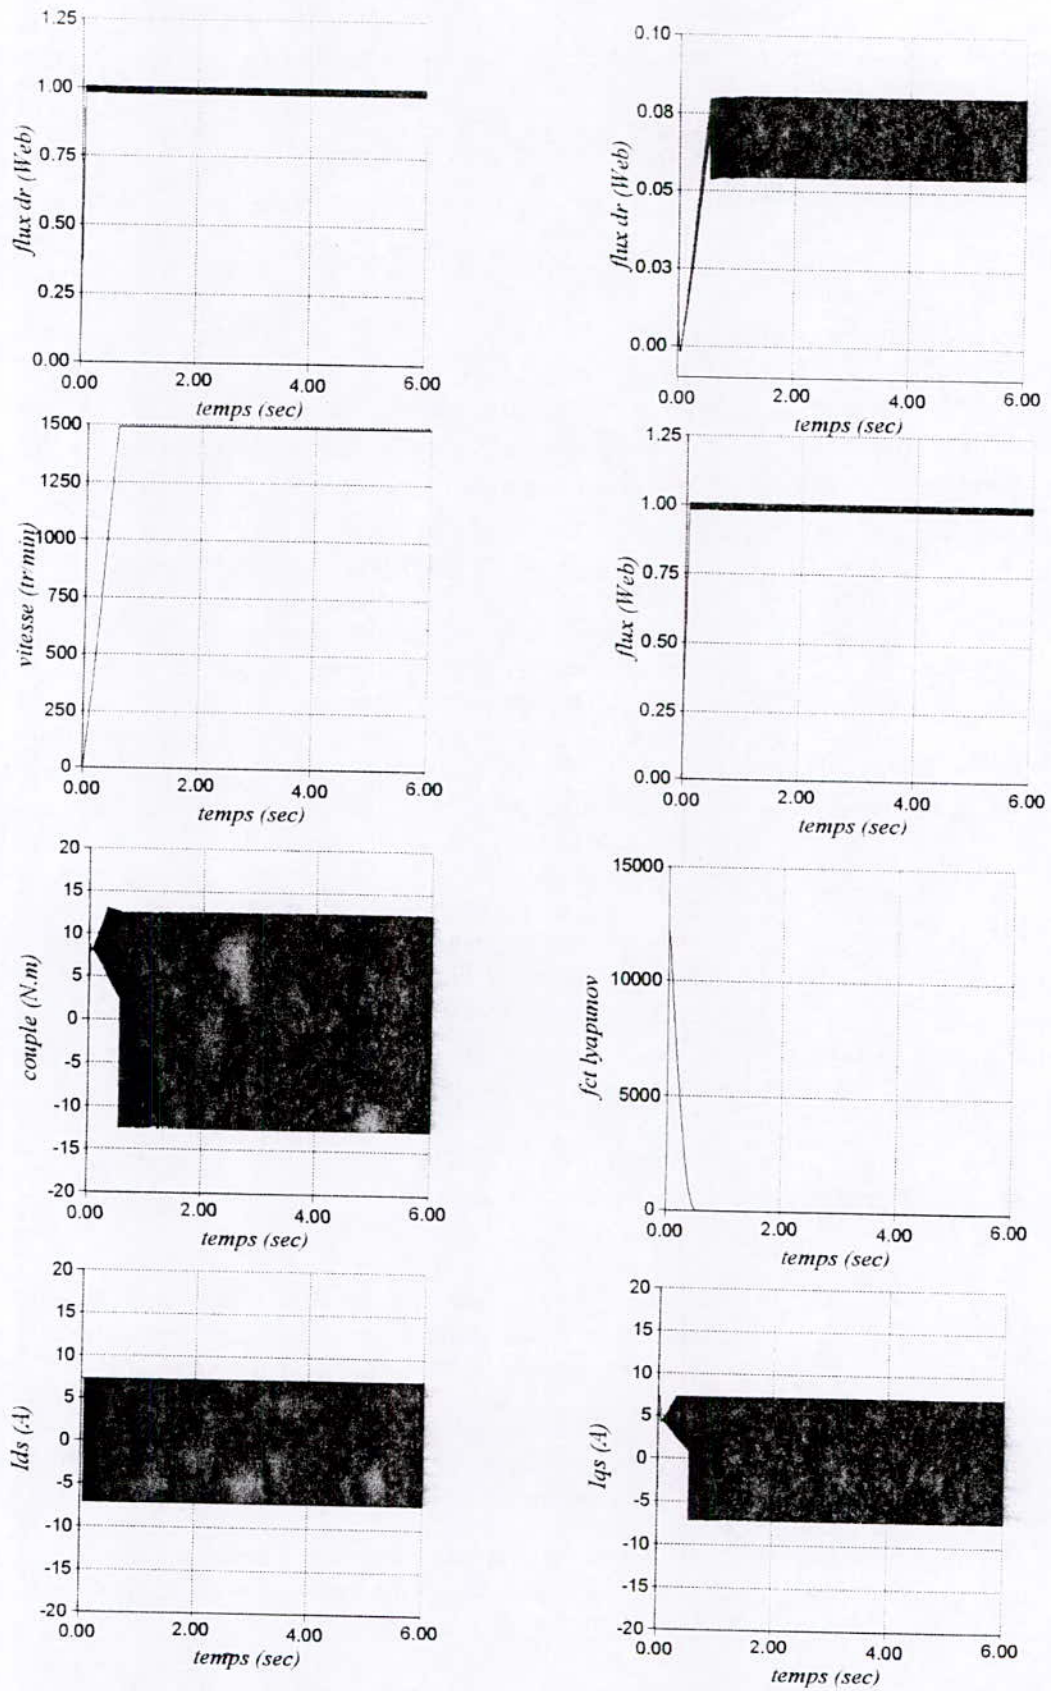 1.25
1.00
0.75
0.50
0.25
0.00
flux dr (Web)
0.00 2.00 4.00 6.00
temps (sec)
0.10
0.08
0.05
0.03
0.00
flux dr (Web)
0.00 2.00 4.00 6.00
temps (sec)
1500
1250
1000
750
500
250
0
vitesse (tr/min)
0.00 2.00 4.00 6.00
temps (sec)
1.25
1.00
0.75
0.50
0.25
0.00
flux (Web)
0.00 2.00 4.00 6.00
temps (sec)
20
15
10
5
0
-5
-10
-15
-20
couple (N.m)
0.00 2.00 4.00 6.00
temps (sec)
15000
10000
5000
0
fct lyapunov
0.00 2.00 4.00 6.00
temps (sec)
20
15
10
5
0
-5
-10
-15
-20
Ids (A)
0.00 2.00 4.00 6.00
temps (sec)
20
15
10
5
0
-5
-10
-15
-20
Iqs (A)
0.00 2.00 4.00 6.00
temps (sec)